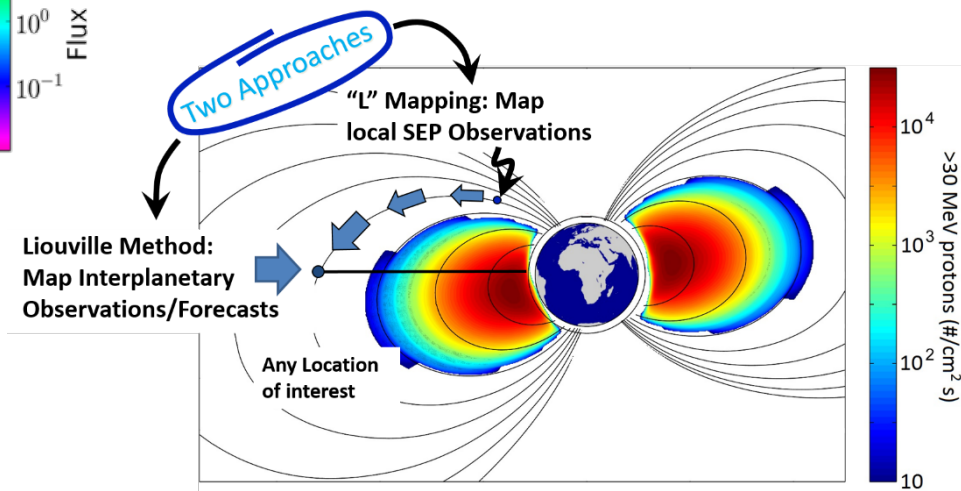 10⁰
10⁻¹
Flux
Two Approaches
“L” Mapping: Map
local SEP Observations
Liouville Method:
Map Interplanetary
Observations/Forecasts
Any Location
of interest
10⁴
10³
10²
10
>30 MeV protons (#/cm² s)